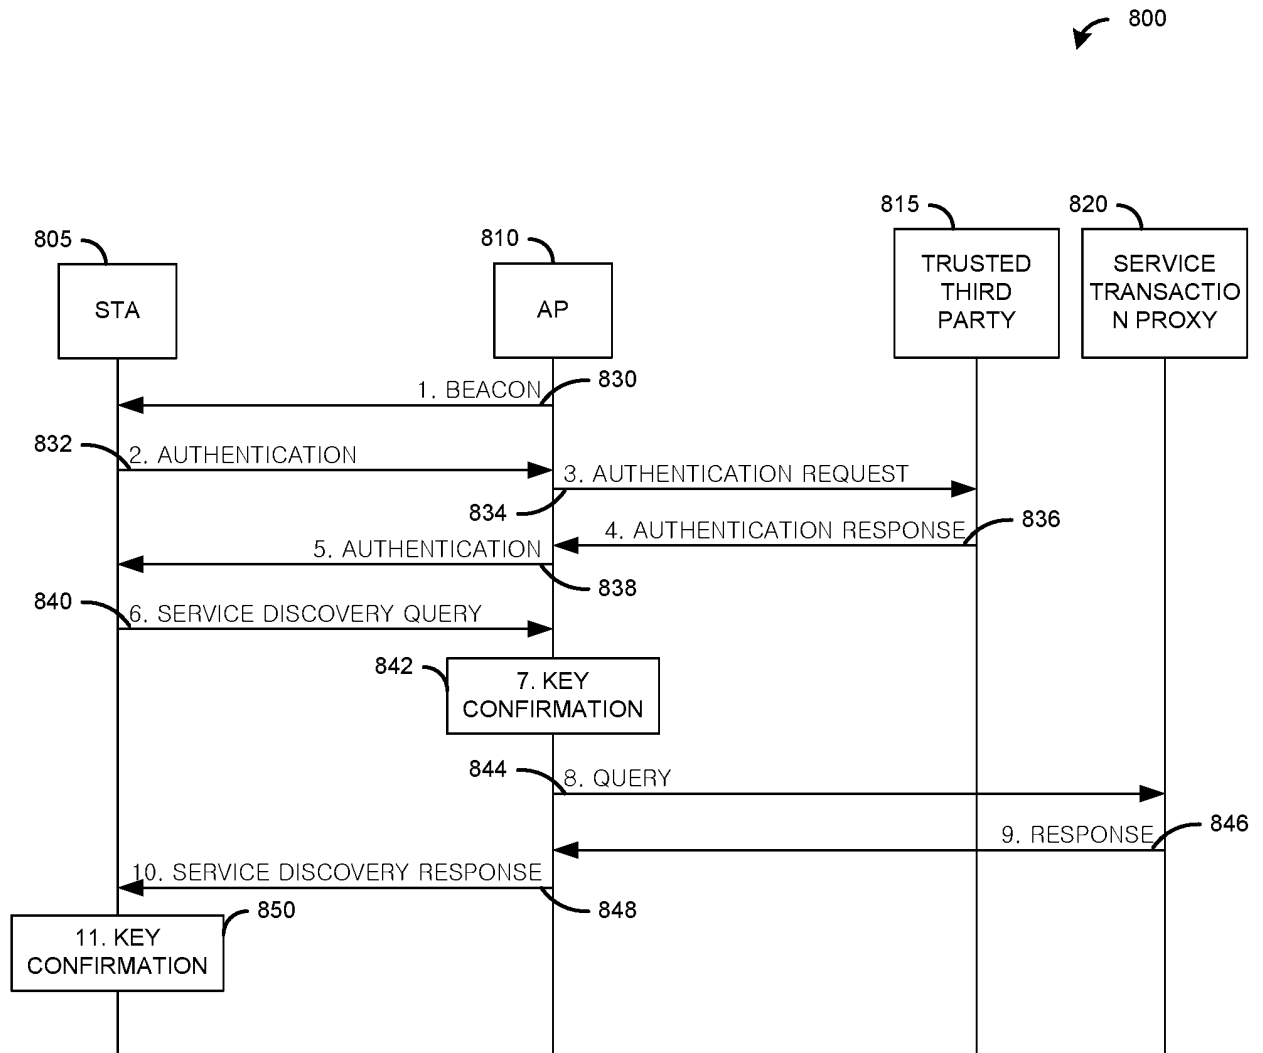 800
815
820
805
810
TRUSTED
THIRD
PARTY
SERVICE
TRANSACTIO
N PROXY
STA
AP
1. BEACON
830
832
2. AUTHENTICATION
3. AUTHENTICATION REQUEST
834
4. AUTHENTICATION RESPONSE
836
5. AUTHENTICATION
838
840
6. SERVICE DISCOVERY QUERY
842
7. KEY
CONFIRMATION
844
8. QUERY
9. RESPONSE
846
10. SERVICE DISCOVERY RESPONSE
848
850
11. KEY
CONFIRMATION